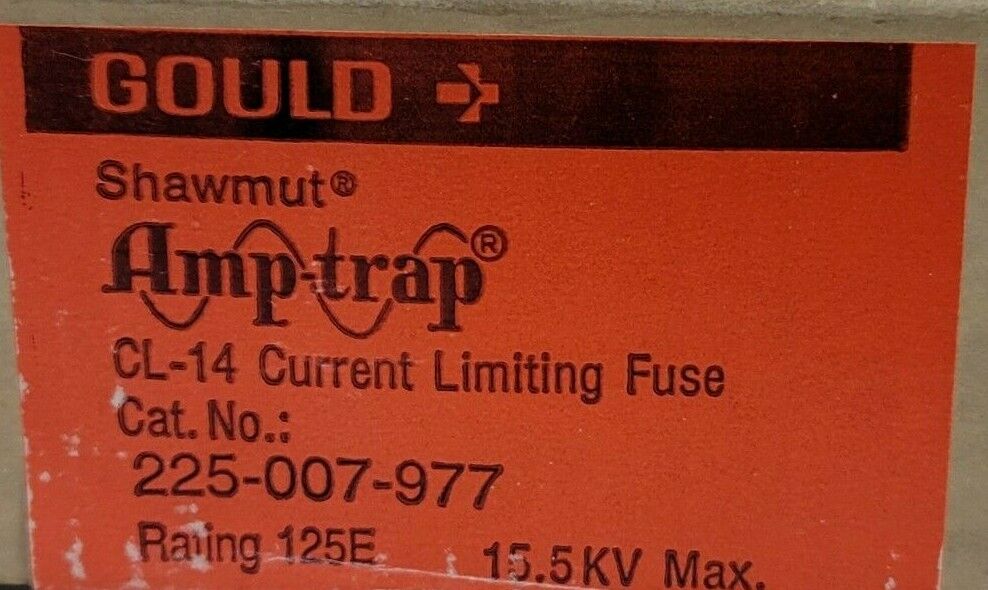 GOULD
Shawmut®
Amp-trap®
CL-14 Current Limiting Fuse
Cat. No.:
225-007-977
Rating 125E 15.5KV Max.